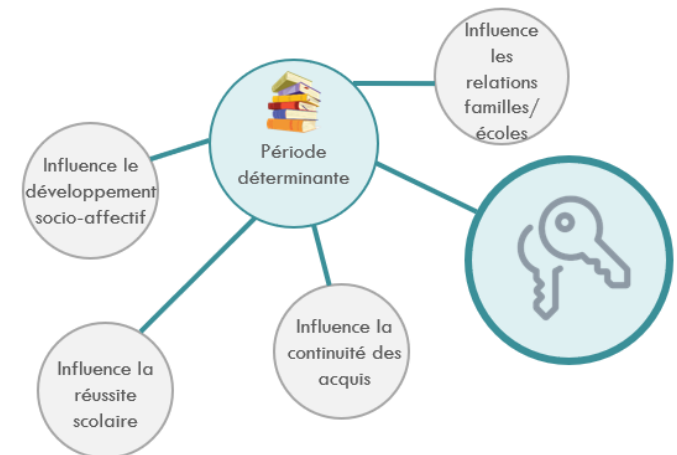 Influence
les
relations
familles/
écoles
Période
déterminante
Influence le
développement
socio-affectif
Influence la
continuité des
acquis
Influence la
réussite
scolaire